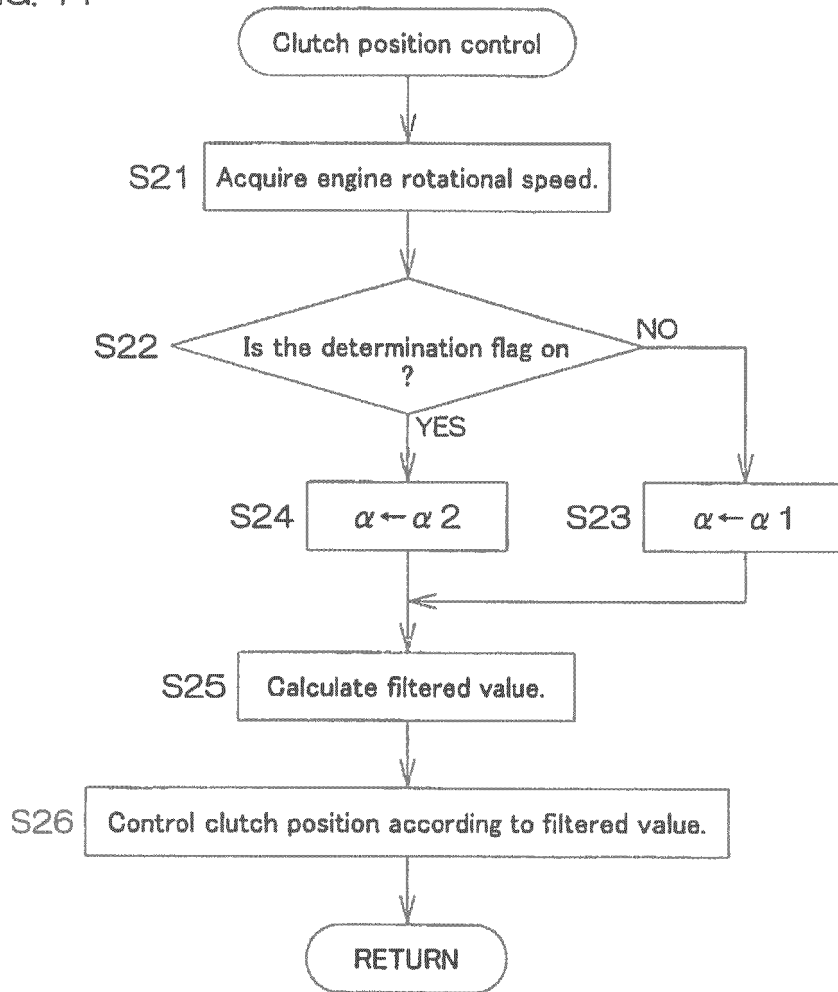 Clutch position control
S21 Acquire engine rotational speed.
S22 Is the determination flag on
?
NO
YES
S24 α←α2
S23 α←α1
S25 Calculate filtered value.
S26 Control clutch position according to filtered value.
RETURN